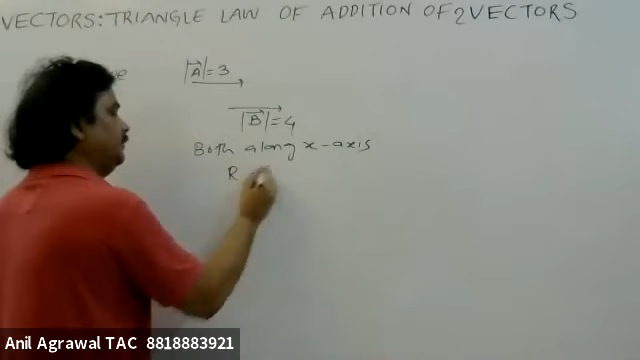 VECTORS: TRIANGLE LAW OF ADDITION OF 2 VECTORS
|A⃗| = 3
|B⃗| = 4
Both along x-axis
R
Anil Agrawal TAC 8818883921